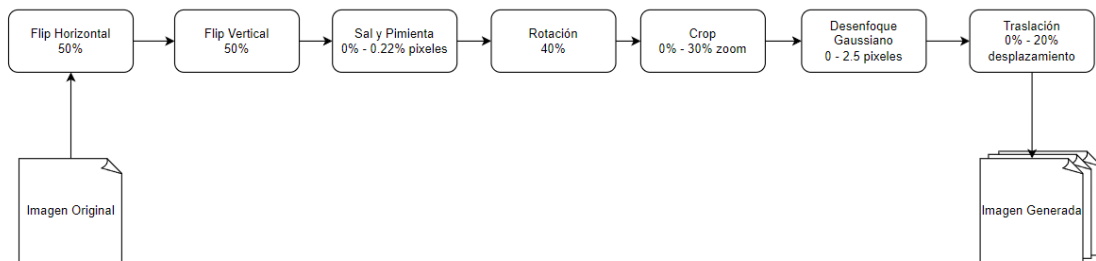 Flip Horizontal
50%
Flip Vertical
50%
Sal y Pimienta
0% - 0.22% pixeles
Rotación
40%
Crop
0% - 30% zoom
Desenfoque
Gaussiano
0 - 2.5 pixeles
Traslación
0% - 20%
desplazamiento
Imagen Original
Imagen Generada